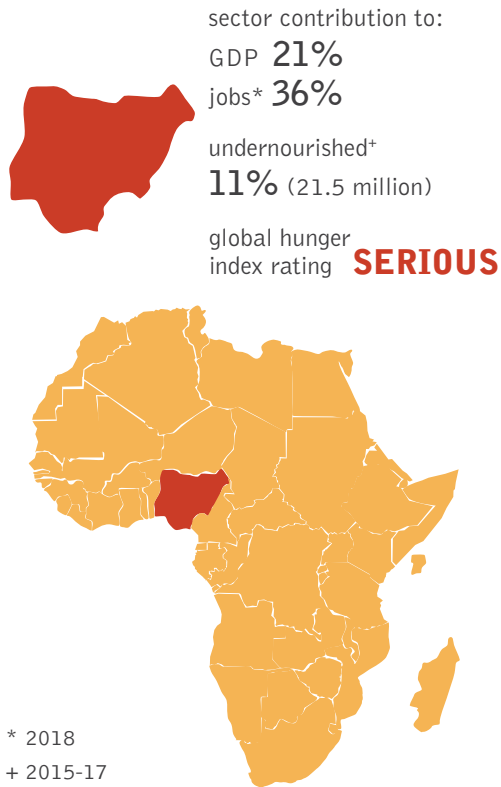 sector contribution to:
GDP 21%
jobs* 36%
undernourished+
11% (21.5 million)
global hunger
index rating SERIOUS
* 2018
+ 2015-17